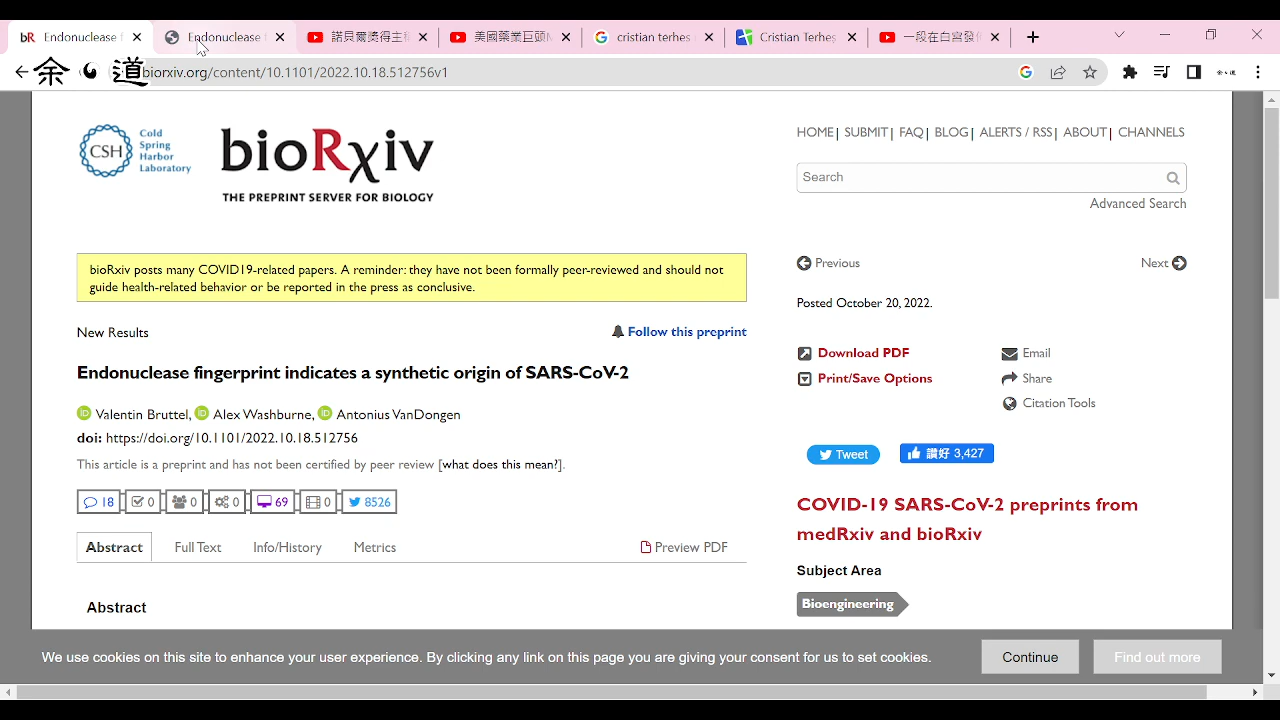 bR Endonuclease f
Endonuclease f
諾貝爾獎得主
美國藥業巨頭
cristian terhes
Cristian Terheș
一段在白宮發
余 道
biorxiv.org/content/10.1101/2022.10.18.512756v1
CSH Cold Spring Harbor Laboratory
bioRχiv
THE PREPRINT SERVER FOR BIOLOGY
HOME | SUBMIT | FAQ | BLOG | ALERTS / RSS | ABOUT | CHANNELS
Search
Advanced Search
bioRxiv posts many COVID19-related papers. A reminder: they have not been formally peer-reviewed and should not
guide health-related behavior or be reported in the press as conclusive.
Previous
Next
Posted October 20, 2022.
New Results
Follow this preprint
Endonuclease fingerprint indicates a synthetic origin of SARS-CoV-2
Download PDF
Email
Print/Save Options
Share
Citation Tools
iD Valentin Bruttel, iD Alex Washburne, iD Antonius VanDongen
doi: https://doi.org/10.1101/2022.10.18.512756
This article is a preprint and has not been certified by peer review [what does this mean?].
Tweet
讚好 3,427
18 0 0 0 69 0 8526
COVID-19 SARS-CoV-2 preprints from
medRxiv and bioRxiv
Abstract Full Text Info/History Metrics
Preview PDF
Subject Area
Bioengineering
Abstract
We use cookies on this site to enhance your user experience. By clicking any link on this page you are giving your consent for us to set cookies.
Continue
Find out more